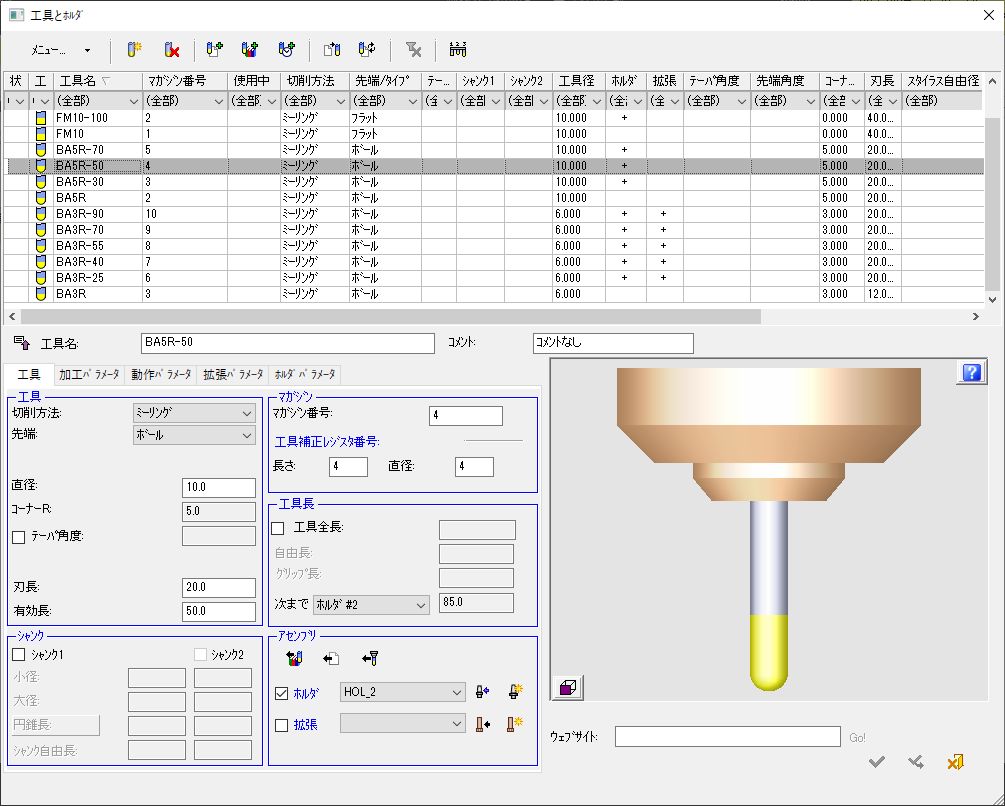 工具とﾎﾙﾀﾞ
ﾒﾆｭｰ...
状 工 工具名 ﾏｶﾞｼﾞﾝ番号 使用中 切削方法 先端/ﾀｲﾌﾟ テー... ｼｬﾝｸ1 ｼｬﾝｸ2 工具径 ﾎﾙﾀﾞ 拡張 ﾃｰﾊﾟ角度 先端角度 ｺｰﾅ... 刃長 ｽﾀｲﾗｽ自由径
(全部) (全部) (全部) (全部) (全部) (全 (全部) (全部) (全部) (全 (全 (全部) (全部) (全部) (全 (全部)
FM10-100 2 ﾐｰﾘﾝｸﾞ ﾌﾗｯﾄ 10.000 + 0.000 40.0...
FM10 1 ﾐｰﾘﾝｸﾞ ﾌﾗｯﾄ 10.000 0.000 40.0...
BA5R-70 5 ﾐｰﾘﾝｸﾞ ﾎﾞｰﾙ 10.000 + 5.000 20.0...
BA5R-50 4 ﾐｰﾘﾝｸﾞ ﾎﾞｰﾙ 10.000 + 5.000 20.0...
BA5R-30 3 ﾐｰﾘﾝｸﾞ ﾎﾞｰﾙ 10.000 + 5.000 20.0...
BA5R 2 ﾐｰﾘﾝｸﾞ ﾎﾞｰﾙ 10.000 5.000 20.0...
BA3R-90 10 ﾐｰﾘﾝｸﾞ ﾎﾞｰﾙ 6.000 + + 3.000 20.0...
BA3R-70 9 ﾐｰﾘﾝｸﾞ ﾎﾞｰﾙ 6.000 + + 3.000 20.0...
BA3R-55 8 ﾐｰﾘﾝｸﾞ ﾎﾞｰﾙ 6.000 + + 3.000 20.0...
BA3R-40 7 ﾐｰﾘﾝｸﾞ ﾎﾞｰﾙ 6.000 + + 3.000 20.0...
BA3R-25 6 ﾐｰﾘﾝｸﾞ ﾎﾞｰﾙ 6.000 + + 3.000 20.0...
BA3R 3 ﾐｰﾘﾝｸﾞ ﾎﾞｰﾙ 6.000 3.000 12.0...
工具名: BA5R-50 ｺﾒﾝﾄ: ｺﾒﾝﾄなし
工具 加工ﾊﾟﾗﾒｰﾀ 動作ﾊﾟﾗﾒｰﾀ 拡張ﾊﾟﾗﾒｰﾀ ﾎﾙﾀﾞﾊﾟﾗﾒｰﾀ
工具
切削方法: ﾐｰﾘﾝｸﾞ
先端: ﾎﾞｰﾙ
直径: 10.0
ｺｰﾅｰR: 5.0
ﾃｰﾊﾟ角度:
刃長: 20.0
有効長: 50.0
ｼｬﾝｸ
ｼｬﾝｸ1 ｼｬﾝｸ2
小径:
大径:
円錐長:
ｼｬﾝｸ自由長:
ﾏｶﾞｼﾞﾝ
ﾏｶﾞｼﾞﾝ番号: 4
工具補正ﾚｼﾞｽﾀ番号:
長さ 4 直径: 4
工具長
工具全長:
自由長:
ｸﾞﾘｯﾌﾟ長:
次まで ﾎﾙﾀﾞ#2 85.0
ｱｾﾝﾌﾞﾘ
ﾎﾙﾀﾞ HOL_2
拡張
?
ｳｪﾌﾞｻｲﾄ: Go!